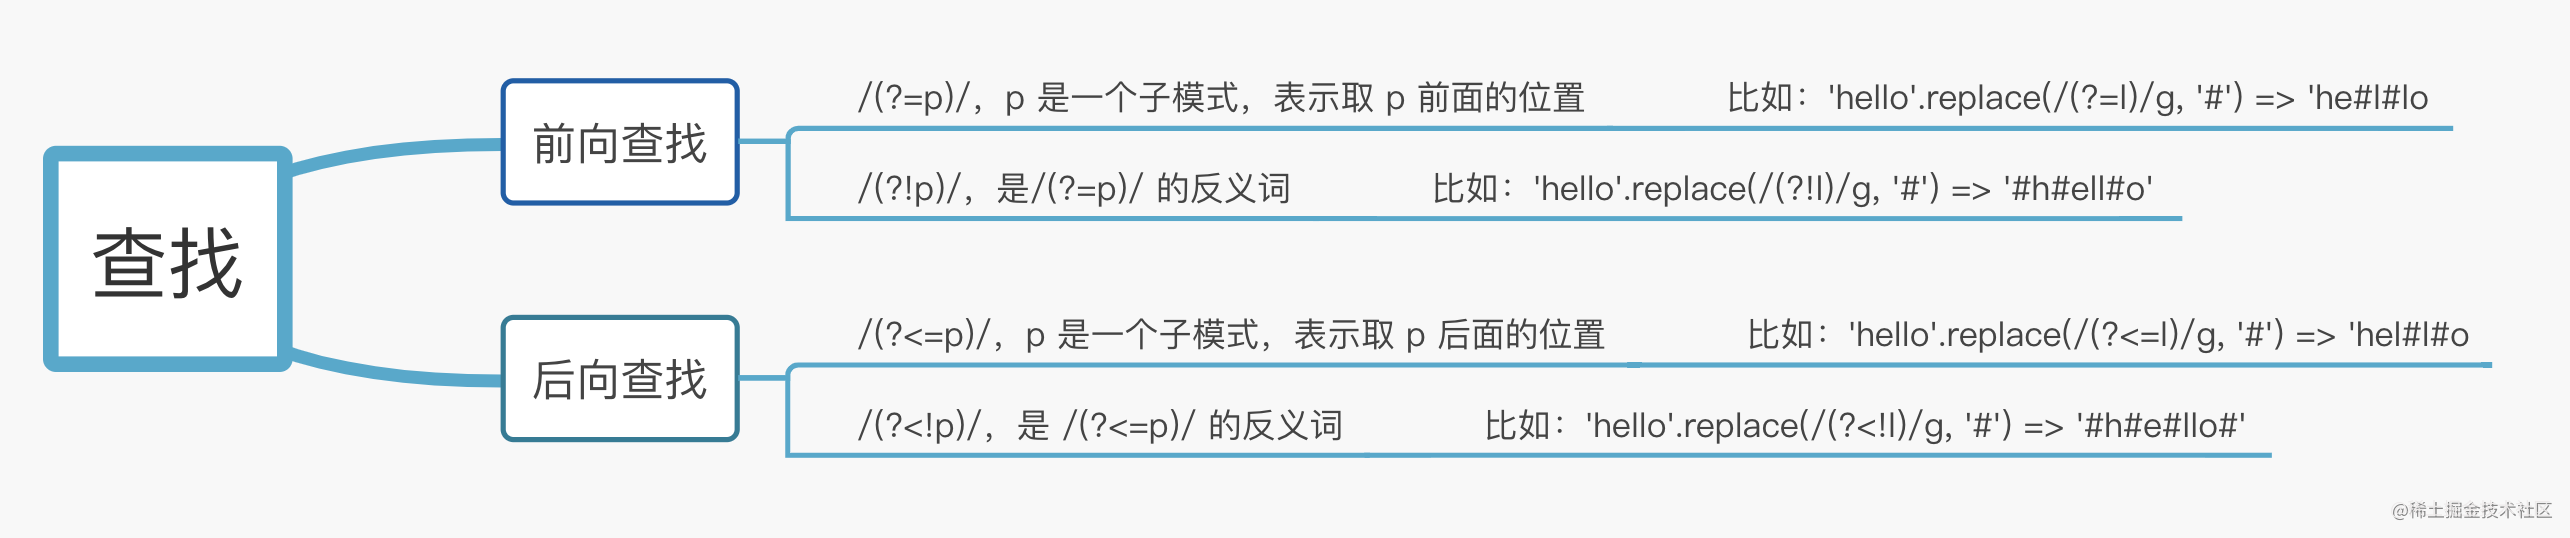 查找
前向查找
/(?=p)/，p 是一个子模式，表示取 p 前面的位置 比如：'hello'.replace(/(?=l)/g, '#') => 'he#l#lo
/(?!p)/，是/(?=p)/ 的反义词 比如：'hello'.replace(/(?!l)/g, '#') => '#h#ell#o'
后向查找
/(?<=p)/，p 是一个子模式，表示取 p 后面的位置 比如：'hello'.replace(/(?<=l)/g, '#') => 'hel#l#o
/(?<!p)/，是 /(?<=p)/ 的反义词 比如：'hello'.replace(/(?<!l)/g, '#') => '#h#e#llo#'
@稀土掘金技术社区